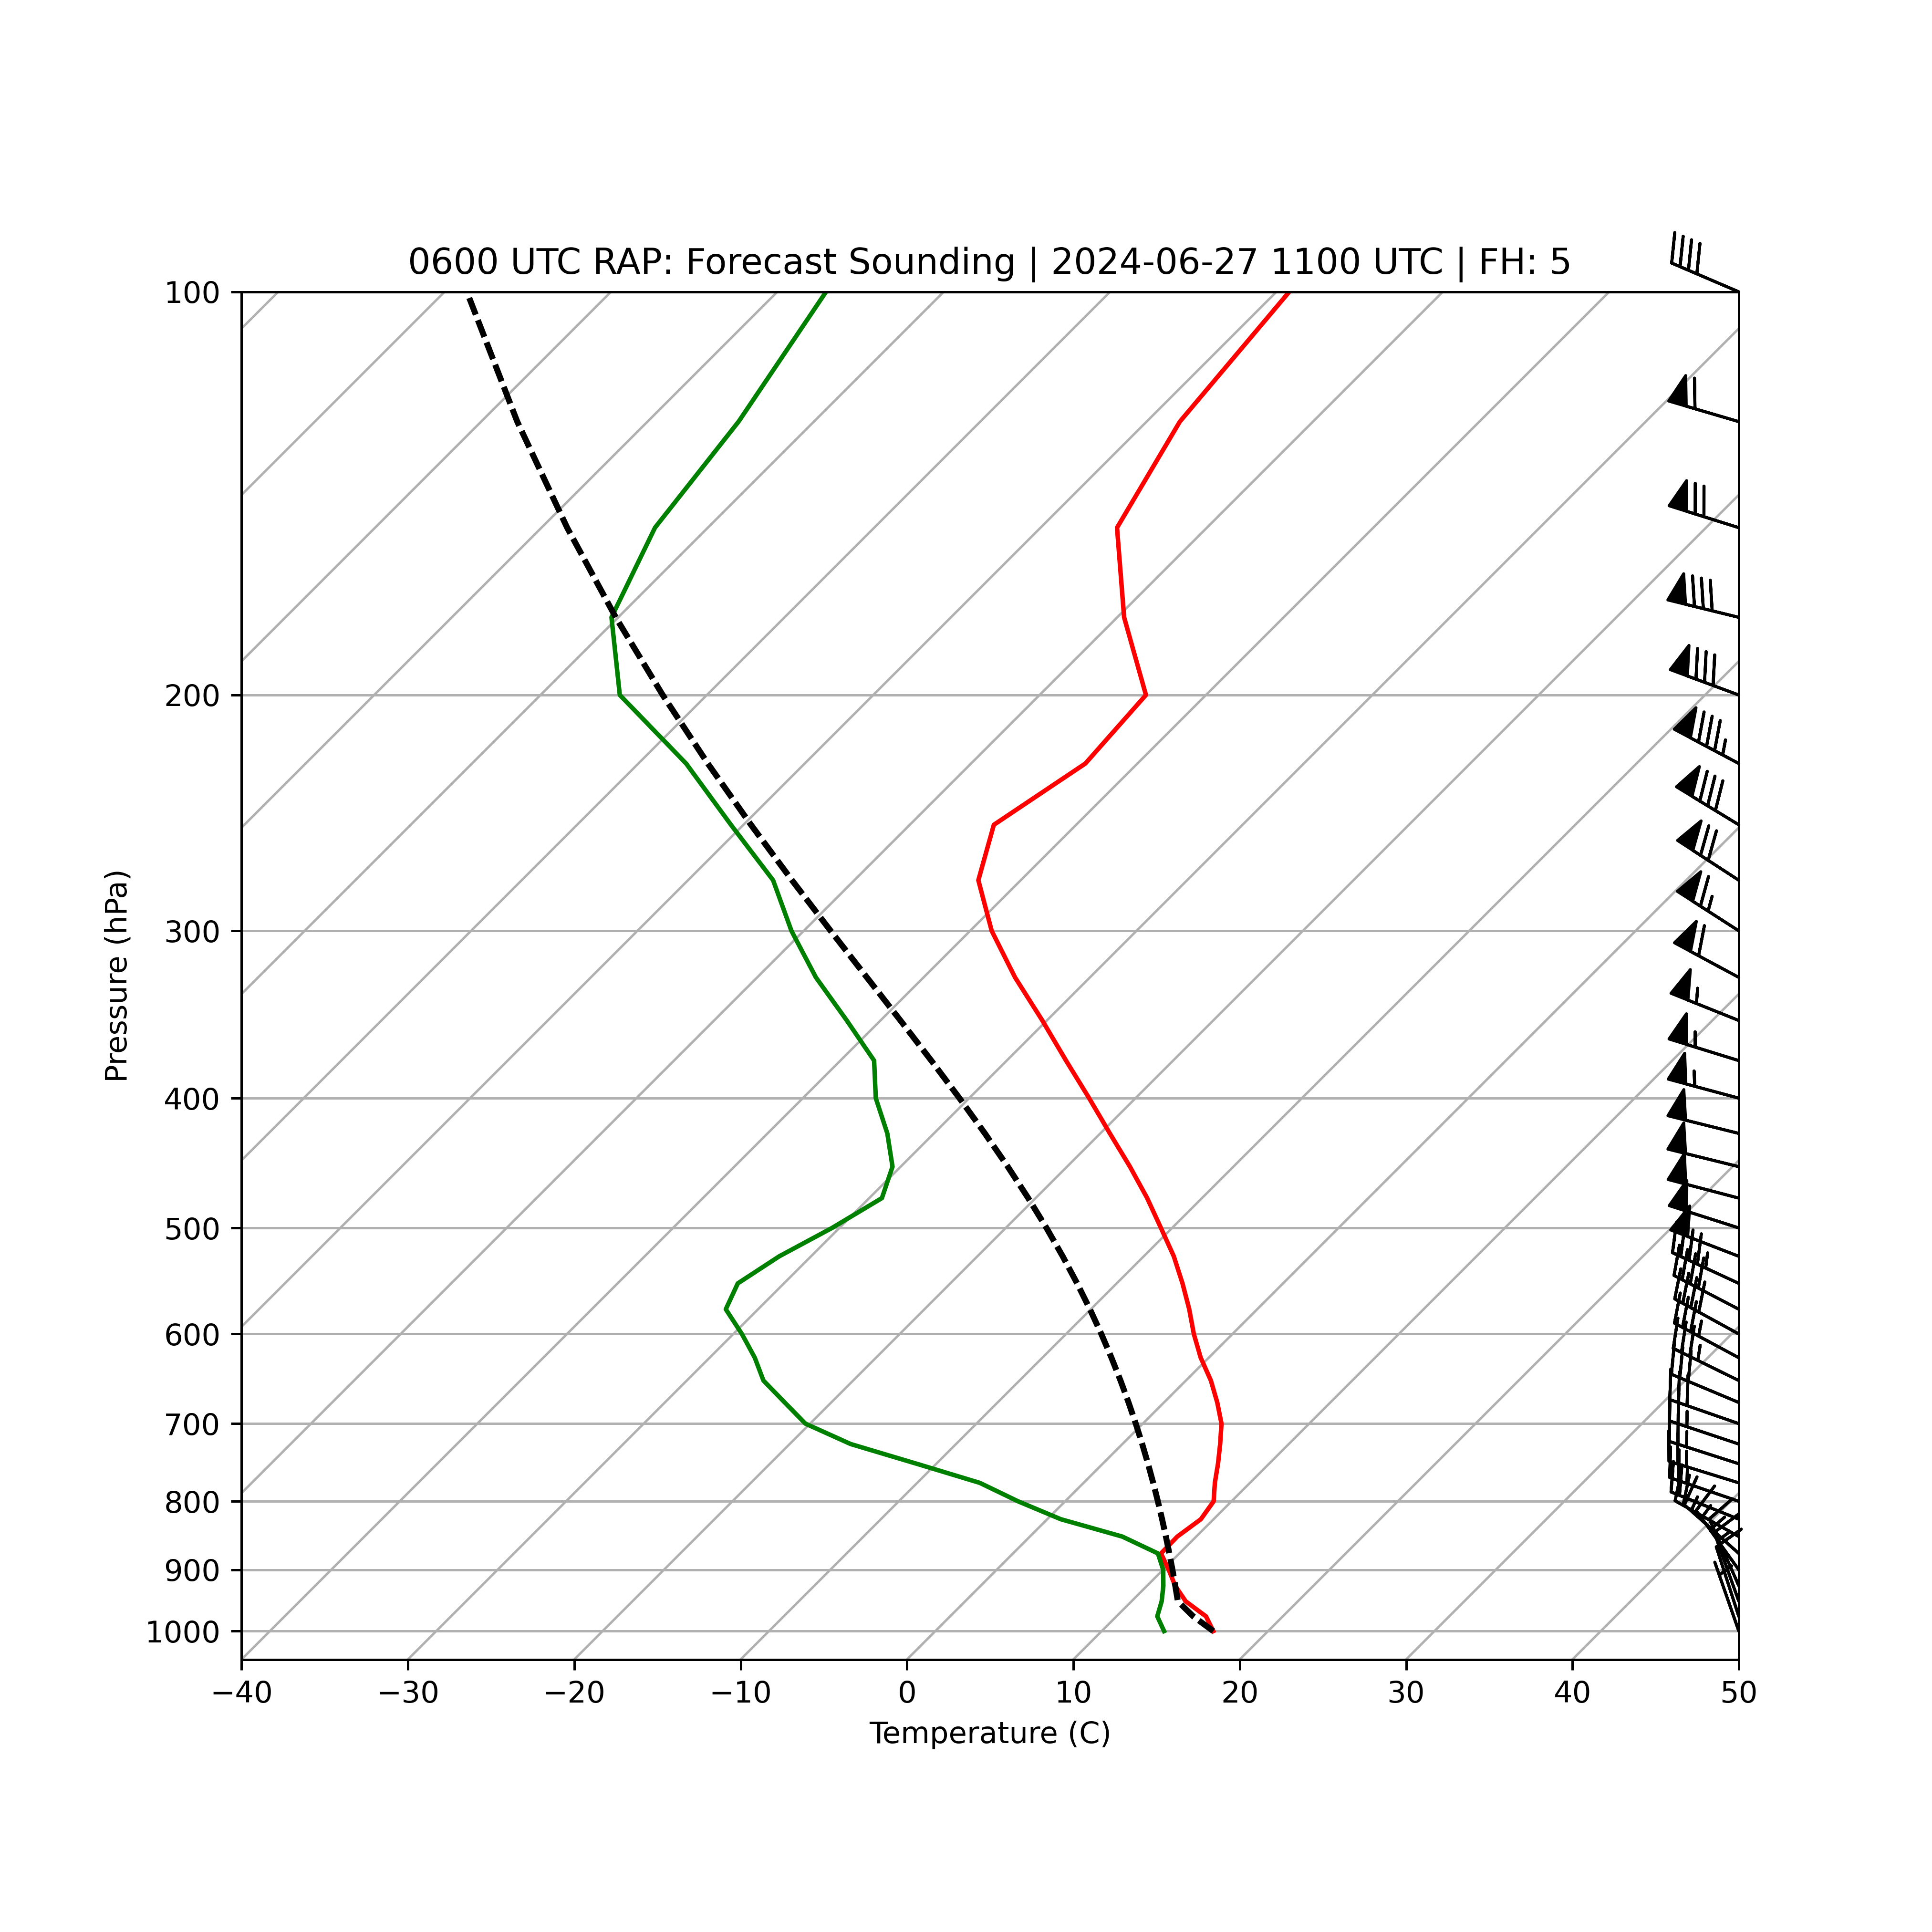 0600 UTC RAP: Forecast Sounding | 2024-06-27 1100 UTC | FH: 5
100
200
300
400
500
600
700
800
900
1000
Pressure (hPa)
−40 −30 −20 −10 0 10 20 30 40 50
Temperature (C)